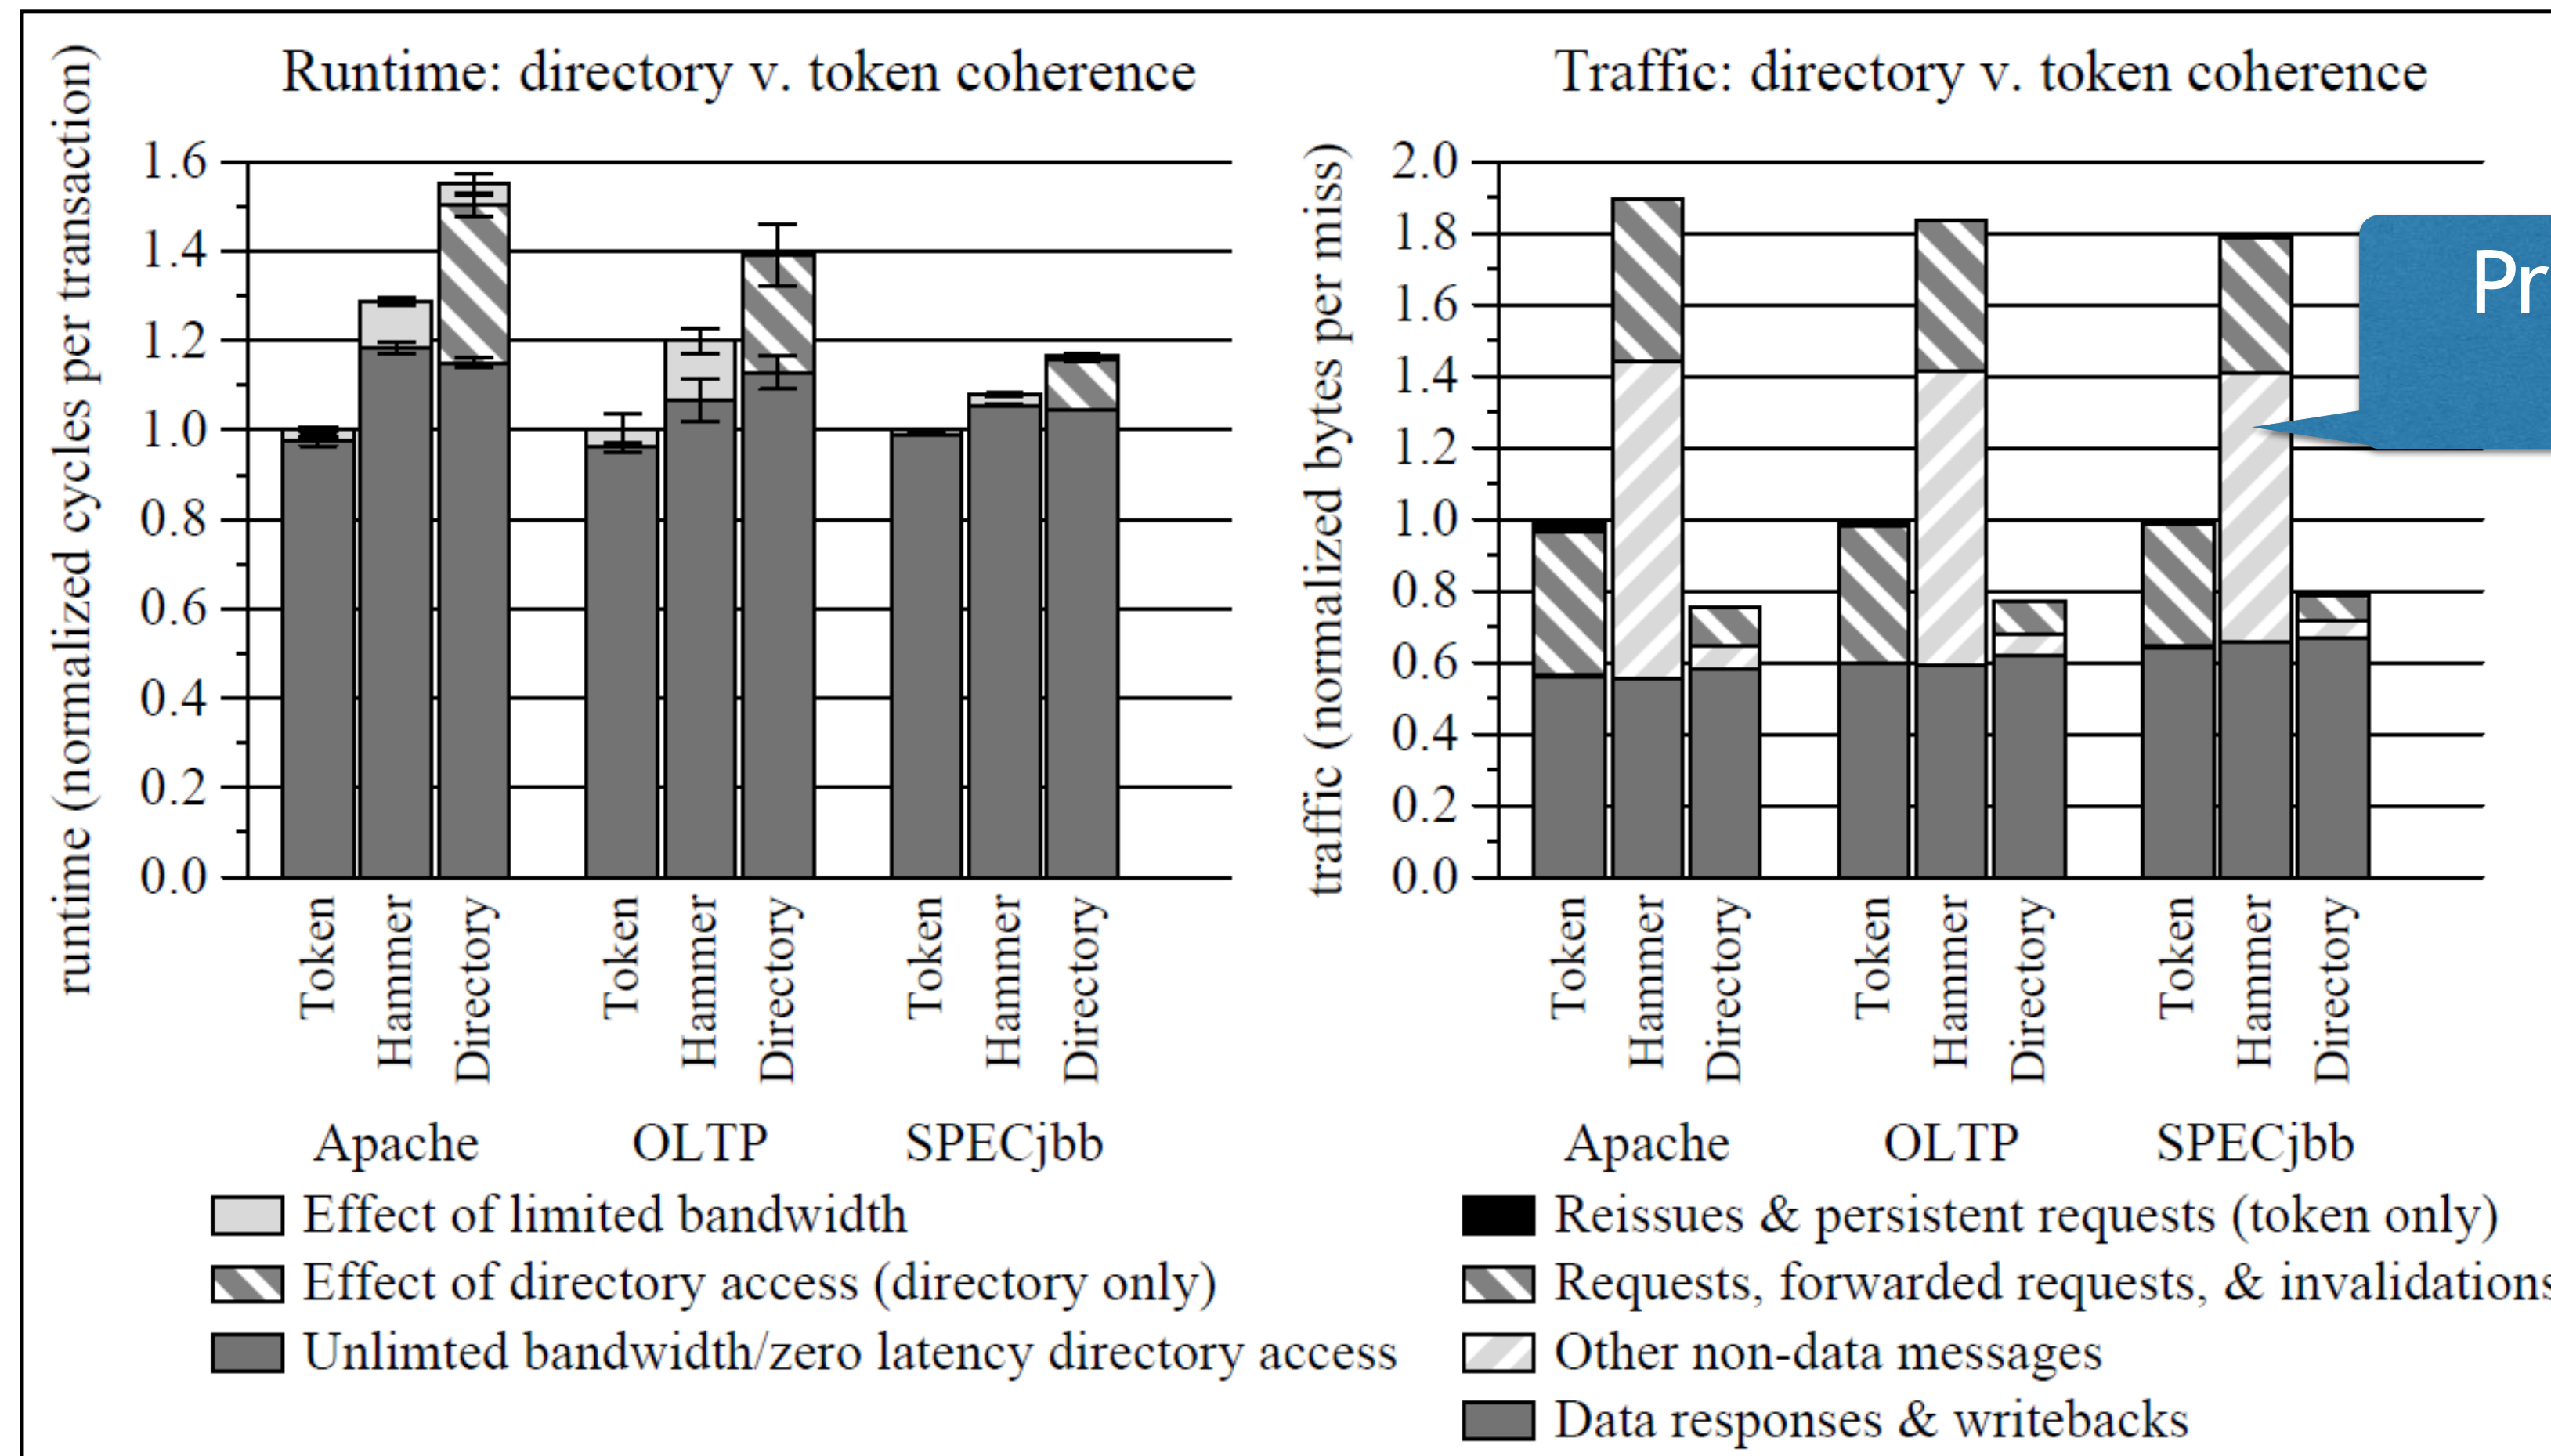 Runtime: directory v. token coherence
runtime (normalized cycles per transaction)
1.6
1.4
1.2
1.0
0.8
0.6
0.4
0.2
0.0
Token
Hammer
Directory
Token
Hammer
Directory
Token
Hammer
Directory
Apache OLTP SPECjbb
Effect of limited bandwidth
Effect of directory access (directory only)
Unlimted bandwidth/zero latency directory access
Traffic: directory v. token coherence
traffic (normalized bytes per miss)
2.0
1.8
1.6
1.4
1.2
1.0
0.8
0.6
0.4
0.2
0.0
Token
Hammer
Directory
Token
Hammer
Directory
Token
Hammer
Directory
Apache OLTP SPECjbb
Reissues & persistent requests (token only)
Requests, forwarded requests, & invalidations
Other non-data messages
Data responses & writebacks